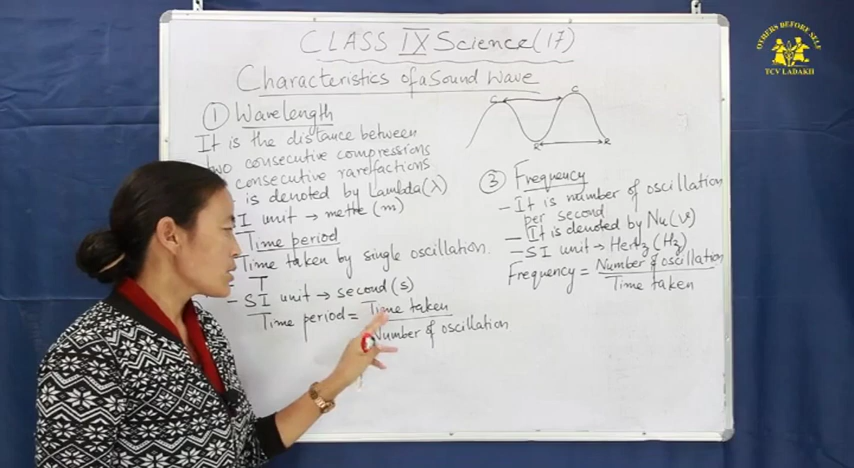 CLASS IX Science (17)
Characteristics of a Sound Wave
① Wavelength
It is the distance between
two consecutive compressions
consecutive rarefactions
is denoted by Lambda (λ)
I unit → metre (m)
Time period
Time taken by single oscillation.
T
- SI unit → second (s)
Time period = Time taken
Number of oscillation
C C
R R
③ Frequency
- It is number of oscillation
per second
- It is denoted by Nu (ν)
- SI unit → Hertz (Hz)
Frequency = Number of oscillation
Time taken
OTHERS BEFORE SELF
TCV LADAKH